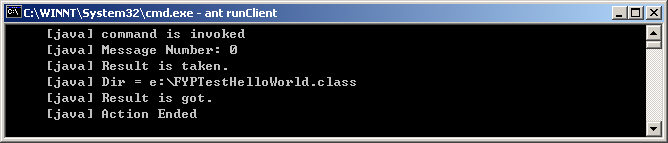 C:\WINNT\System32\cmd.exe - ant runClient
[java] command is invoked
[java] Message Number: 0
[java] Result is taken.
[java] Dir = e:\FYPTestHelloWorld.class
[java] Result is got.
[java] Action Ended